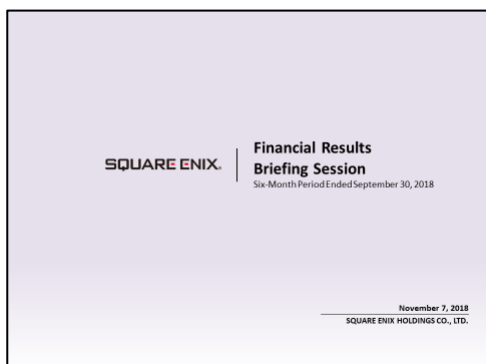 SQUARE ENIX.
Financial Results
Briefing Session
Six-Month Period Ended September 30, 2018
November 7, 2018
SQUARE ENIX HOLDINGS CO., LTD.